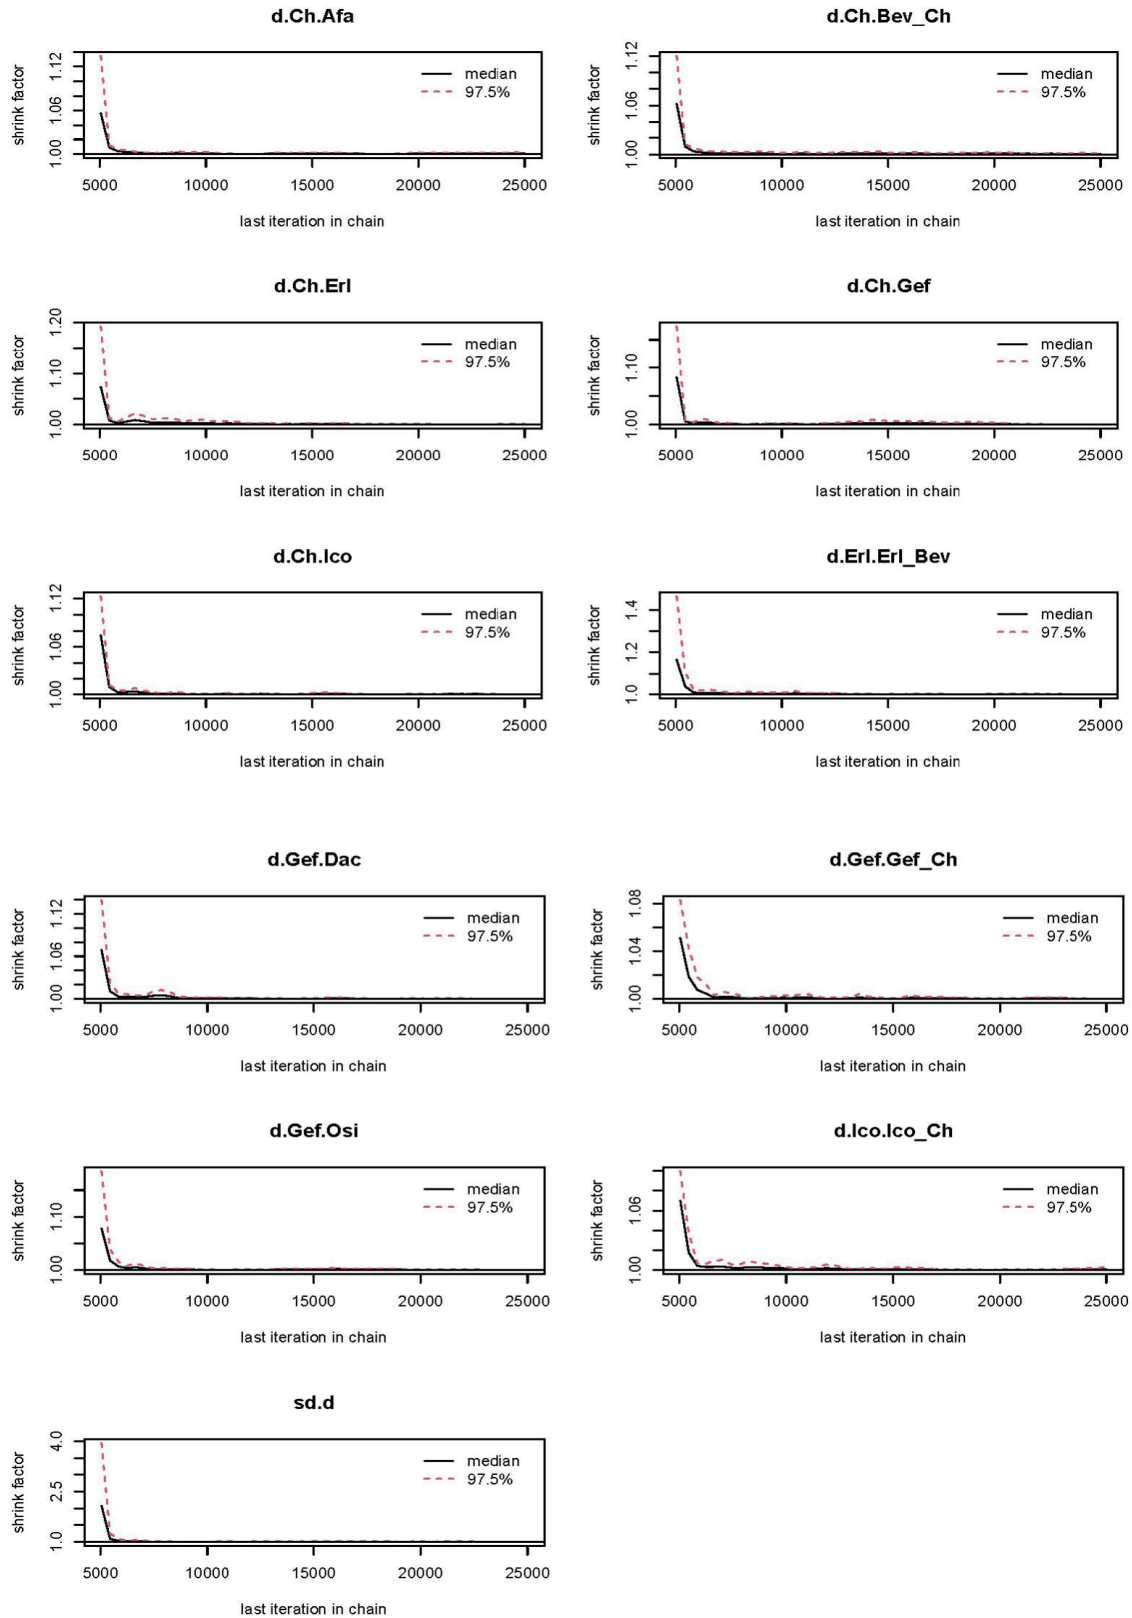 d.Ch.Afa
shrink factor
1.00 1.06 1.12
median
97.5%
5000 10000 15000 20000 25000
last iteration in chain
d.Ch.Bev_Ch
shrink factor
1.00 1.06 1.12
median
97.5%
5000 10000 15000 20000 25000
last iteration in chain
d.Ch.Erl
shrink factor
1.00 1.10 1.20
median
97.5%
5000 10000 15000 20000 25000
last iteration in chain
d.Ch.Gef
shrink factor
1.00 1.10
median
97.5%
5000 10000 15000 20000 25000
last iteration in chain
d.Ch.Ico
shrink factor
1.00 1.06 1.12
median
97.5%
5000 10000 15000 20000 25000
last iteration in chain
d.Erl.Erl_Bev
shrink factor
1.0 1.2 1.4
median
97.5%
5000 10000 15000 20000 25000
last iteration in chain
d.Gef.Dac
shrink factor
1.00 1.06 1.12
median
97.5%
5000 10000 15000 20000 25000
last iteration in chain
d.Gef.Gef_Ch
shrink factor
1.00 1.04 1.08
median
97.5%
5000 10000 15000 20000 25000
last iteration in chain
d.Gef.Osi
shrink factor
1.00 1.10
median
97.5%
5000 10000 15000 20000 25000
last iteration in chain
d.Ico.Ico_Ch
shrink factor
1.00 1.06
median
97.5%
5000 10000 15000 20000 25000
last iteration in chain
sd.d
shrink factor
1.0 2.5 4.0
median
97.5%
5000 10000 15000 20000 25000
last iteration in chain